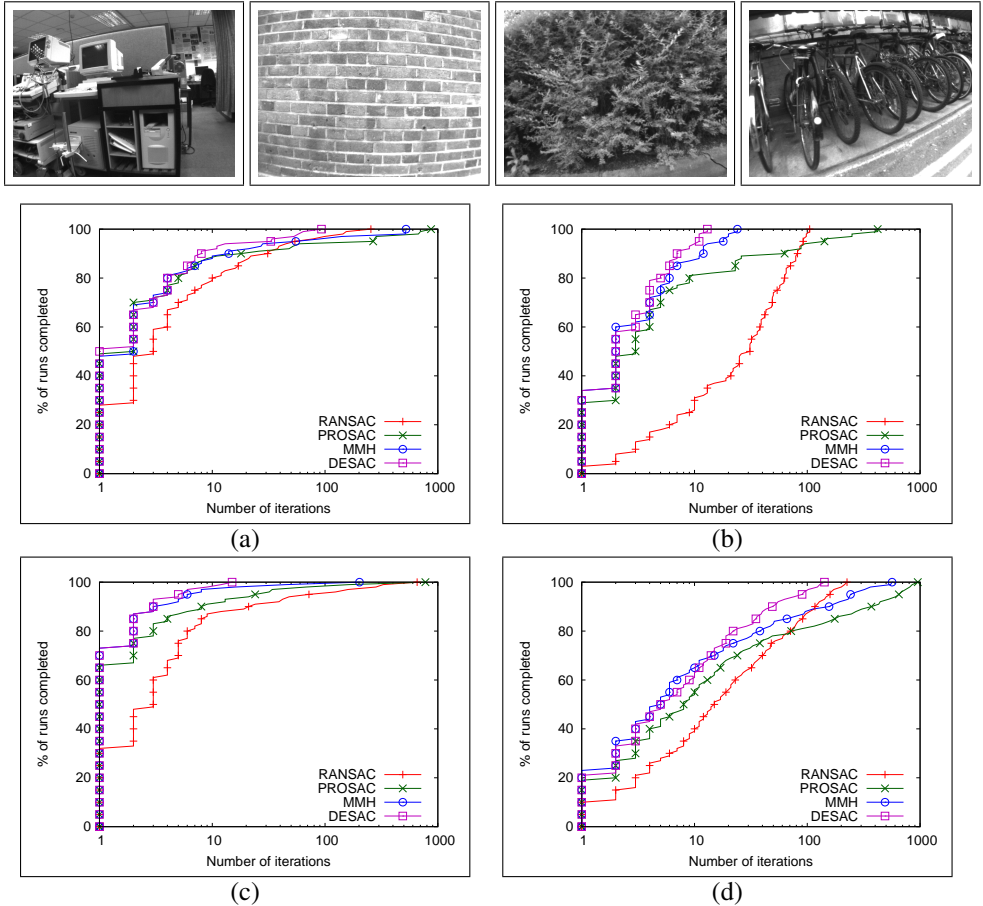 % of runs completed
100
80
60
40
20
0
RANSAC
PROSAC
MMH
DESAC
1 10 100 1000
Number of iterations
(a)
% of runs completed
100
80
60
40
20
0
RANSAC
PROSAC
MMH
DESAC
1 10 100 1000
Number of iterations
(b)
% of runs completed
100
80
60
40
20
0
RANSAC
PROSAC
MMH
DESAC
1 10 100 1000
Number of iterations
(c)
% of runs completed
100
80
60
40
20
0
RANSAC
PROSAC
MMH
DESAC
1 10 100 1000
Number of iterations
(d)